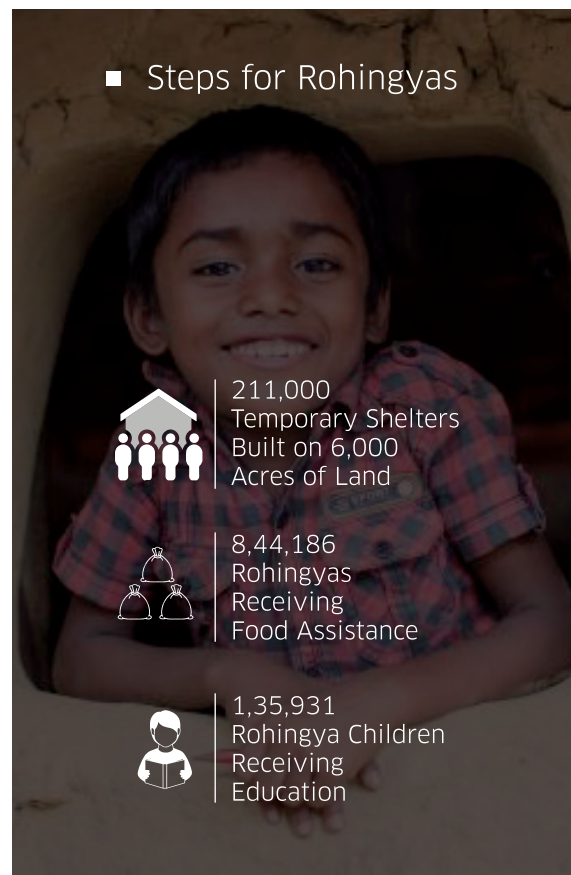 Steps for Rohingyas
211,000
Temporary Shelters
Built on 6,000
Acres of Land
8,44,186
Rohingyas
Receiving
Food Assistance
1,35,931
Rohingya Children
Receiving
Education